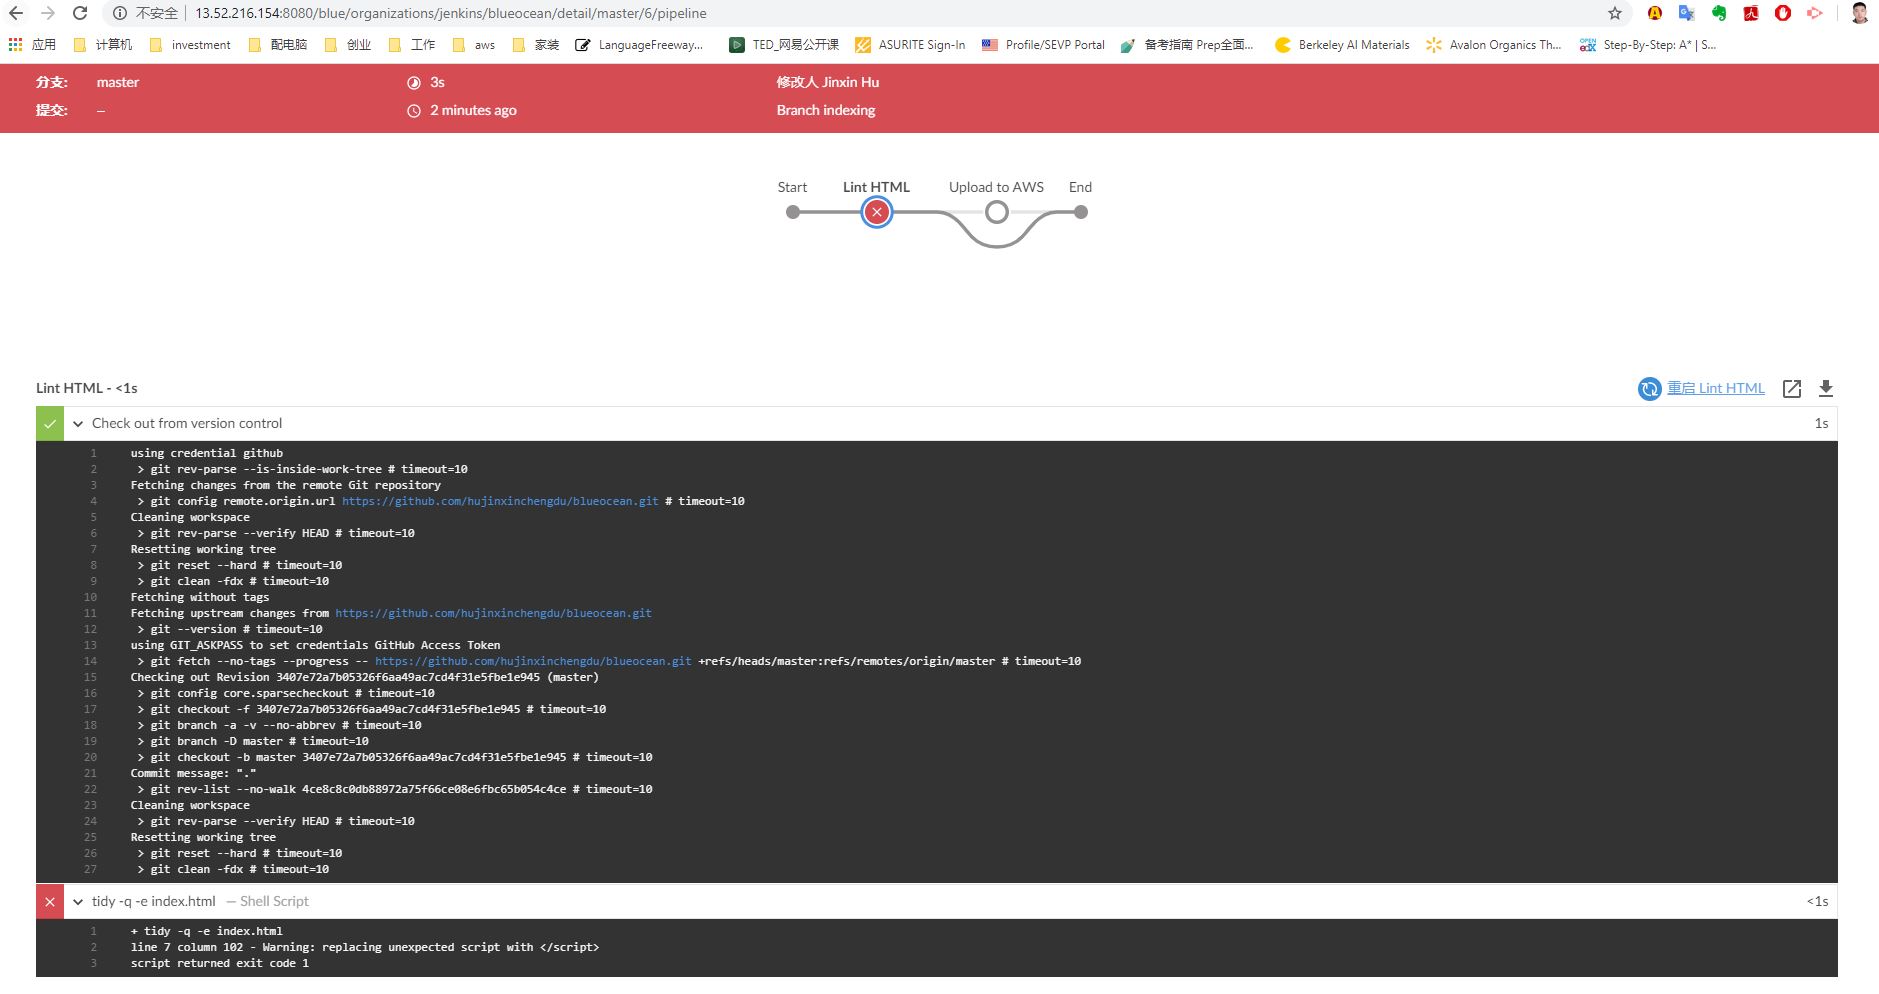 不安全 13.52.216.154:8080/blue/organizations/jenkins/blueocean/detail/master/6/pipeline
应用 计算机 investment 配电脑 创业 工作 aws 家装 LanguageFreeway... TED_网易公开课 ASURITE Sign-In Profile/SEVP Portal 备考指南 Prep全面... Berkeley AI Materials Avalon Organics Th... Step-By-Step: A* | S...
分支: master 3s 修改人 Jinxin Hu
提交: – 2 minutes ago Branch indexing
Start Lint HTML Upload to AWS End
Lint HTML - <1s 重启 Lint HTML
Check out from version control 1s
1 using credential github
2 > git rev-parse --is-inside-work-tree # timeout=10
3 Fetching changes from the remote Git repository
4 > git config remote.origin.url https://github.com/hujinxinchengdu/blueocean.git # timeout=10
5 Cleaning workspace
6 > git rev-parse --verify HEAD # timeout=10
7 Resetting working tree
8 > git reset --hard # timeout=10
9 > git clean -fdx # timeout=10
10 Fetching without tags
11 Fetching upstream changes from https://github.com/hujinxinchengdu/blueocean.git
12 > git --version # timeout=10
13 using GIT_ASKPASS to set credentials GitHub Access Token
14 > git fetch --no-tags --progress -- https://github.com/hujinxinchengdu/blueocean.git +refs/heads/master:refs/remotes/origin/master # timeout=10
15 Checking out Revision 3407e72a7b05326f6aa49ac7cd4f31e5fbe1e945 (master)
16 > git config core.sparsecheckout # timeout=10
17 > git checkout -f 3407e72a7b05326f6aa49ac7cd4f31e5fbe1e945 # timeout=10
18 > git branch -a -v --no-abbrev # timeout=10
19 > git branch -D master # timeout=10
20 > git checkout -b master 3407e72a7b05326f6aa49ac7cd4f31e5fbe1e945 # timeout=10
21 Commit message: "."
22 > git rev-list --no-walk 4ce8c8c0db88972a75f66ce08e6fbc65b054c4ce # timeout=10
23 Cleaning workspace
24 > git rev-parse --verify HEAD # timeout=10
25 Resetting working tree
26 > git reset --hard # timeout=10
27 > git clean -fdx # timeout=10
tidy -q -e index.html — Shell Script <1s
1 + tidy -q -e index.html
2 line 7 column 102 - Warning: replacing unexpected script with </script>
3 script returned exit code 1